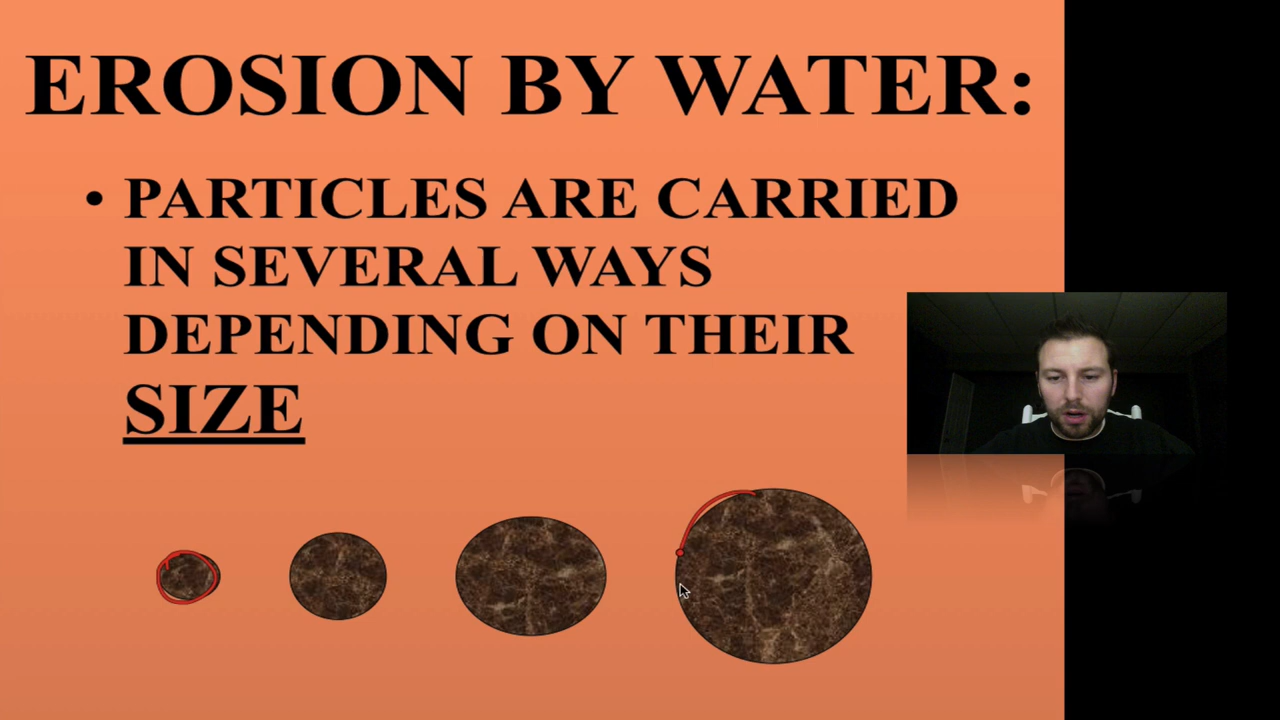 EROSION BY WATER:
• PARTICLES ARE CARRIED
IN SEVERAL WAYS
DEPENDING ON THEIR
SIZE